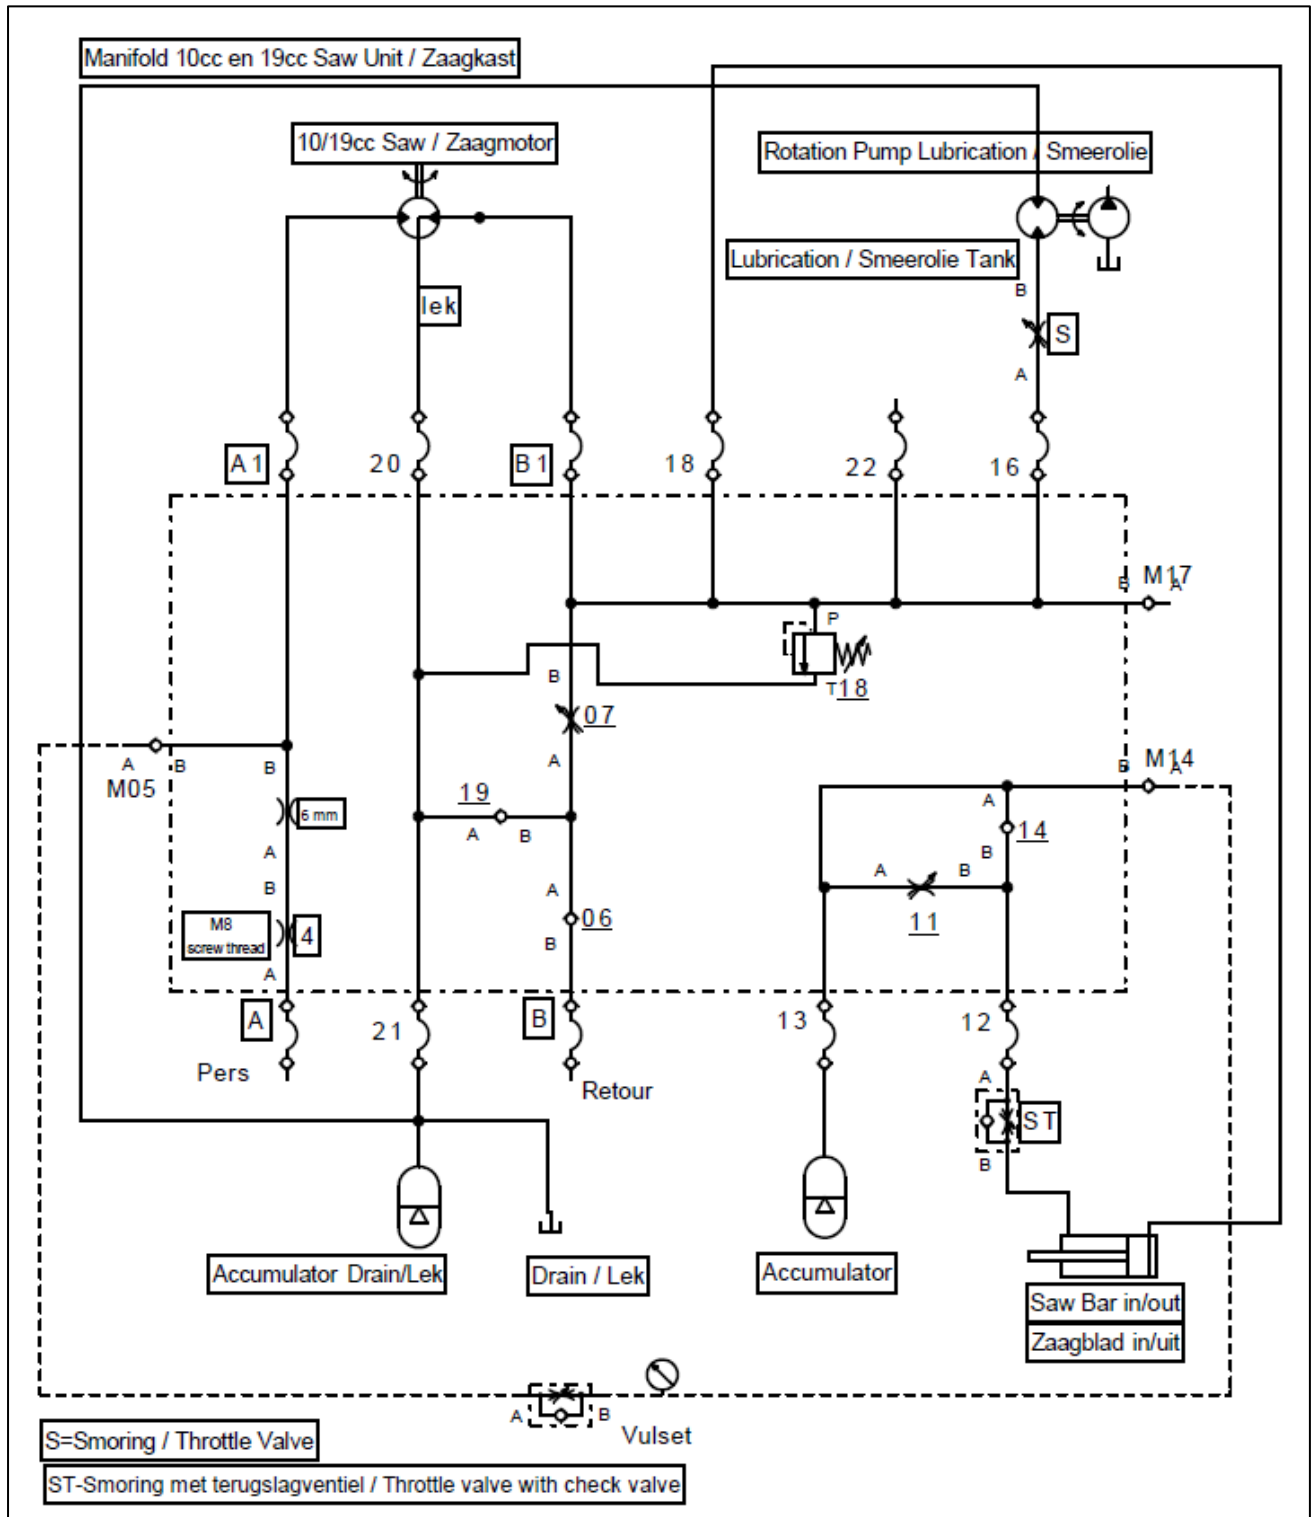 Manifold 10cc en 19cc Saw Unit / Zaagkast
10/19cc Saw / Zaagmotor
Rotation Pump Lubrication / Smeerolie
Lubrication / Smeerolie Tank
B
lek
S
A
A1
20
B1
18
22
16
B
M17
A
P
T
18
B
07
A
M05
A
B
B
6 mm
A
B
M8
screw thread
4
A
19
A
B
A
06
B
B
M14
A
A
14
B
A
B
11
A
21
B
13
12
Pers
Retour
A
ST
B
Accumulator Drain/Lek
Drain / Lek
Accumulator
Saw Bar in/out
Zaagblad in/uit
A
B
Vulset
S=Smoring / Throttle Valve
ST-Smoring met terugslagventiel / Throttle valve with check valve